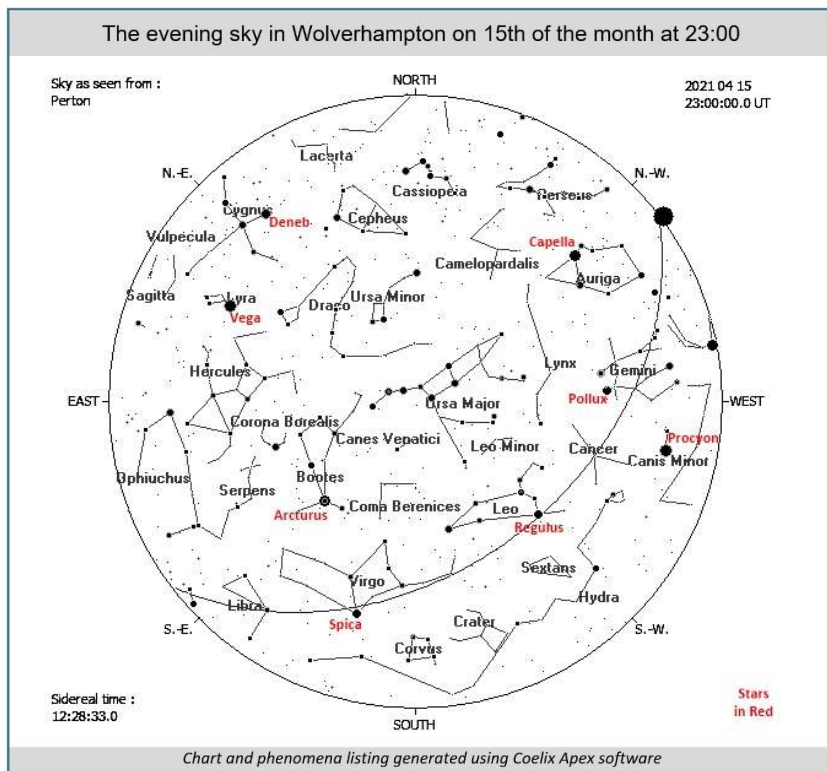 The evening sky in Wolverhampton on 15th of the month at 23:00
Sky as seen from :
Perton
NORTH
2021 04 15
23:00:00.0 UT
Lacerta
N.-E.
N.-W.
Cassiopeia
Perseus
Cygnus
Deneb
Cepheus
Vulpecula
Capella
Camelopardalis
Auriga
Sagitta
Lyra
Draco
Ursa Minor
Vega
Hercules
Lynx
Gemini
EAST
Ursa Major
Pollux
WEST
Corona Borealis
Canes Venatici
Leo Minor
Cancer
Procyon
Canis Minor
Ophiuchus
Serpens
Bootes
Arcturus
Coma Berenices
Leo
Regulus
Virgo
Sextans
Libra
Spica
Hydra
Crater
S.-E.
Corvus
S.-W.
Sidereal time :
12:28:33.0
SOUTH
Stars
in Red
Chart and phenomena listing generated using Coelix Apex software